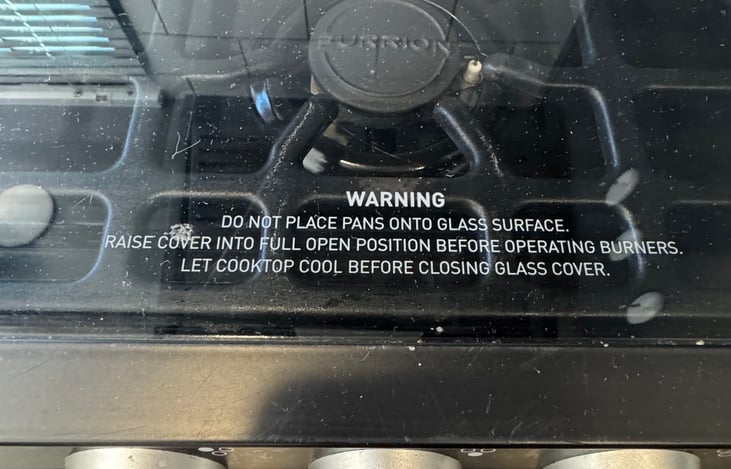 FURRION
WARNING
DO NOT PLACE PANS ONTO GLASS SURFACE.
RAISE COVER INTO FULL OPEN POSITION BEFORE OPERATING BURNERS.
LET COOKTOP COOL BEFORE CLOSING GLASS COVER.